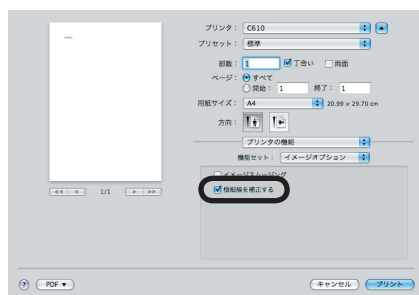 プリンタ： C610
プリセット： 標準
部数： 1 丁合い 両面
ページ： すべて
開始： 1 終了： 1
用紙サイズ： A4 20.99 x 29.70 cm
方向：
プリンタの機能
機能セット： イメージオプション
イメージスムージング
極細線を補正する
1/1
? PDF キャンセル プリント